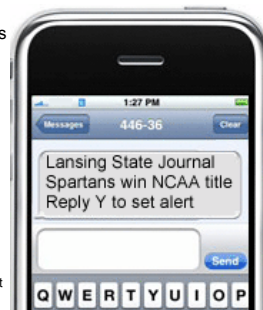 s
1:27 PM
Messages 446-36 Clear
Lansing State Journal
Spartans win NCAA title
Reply Y to set alert
Send
t
Q W E R T Y U I O P